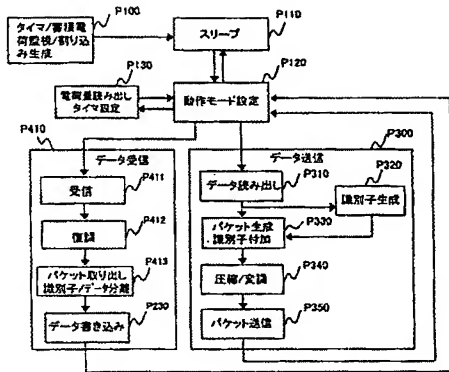 P100
タイマ/蓄積電
荷監視/割り込
み生成
P110
スリープ
P130
電荷量読み出し
タイマ設定
P120
動作モード設定
P410
データ受信
P411
受信
P412
復調
P413
パケット取り出し
識別子/データ分離
P230
データ書き込み
P300
データ送信
P310
データ読み出し
P320
識別子生成
P330
パケット生成
識別子付加
P340
圧縮/変調
P350
パケット送信